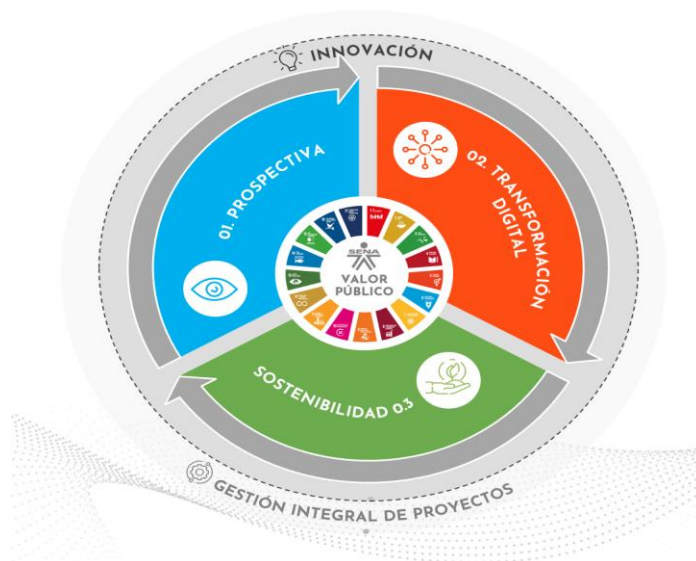 INNOVACIÓN
01. PROSPECTIVA
02. TRANSFORMACIÓN
DIGITAL
SENA
VALOR
PÚBLICO
SOSTENIBILIDAD 0.3
GESTIÓN INTEGRAL DE PROYECTOS